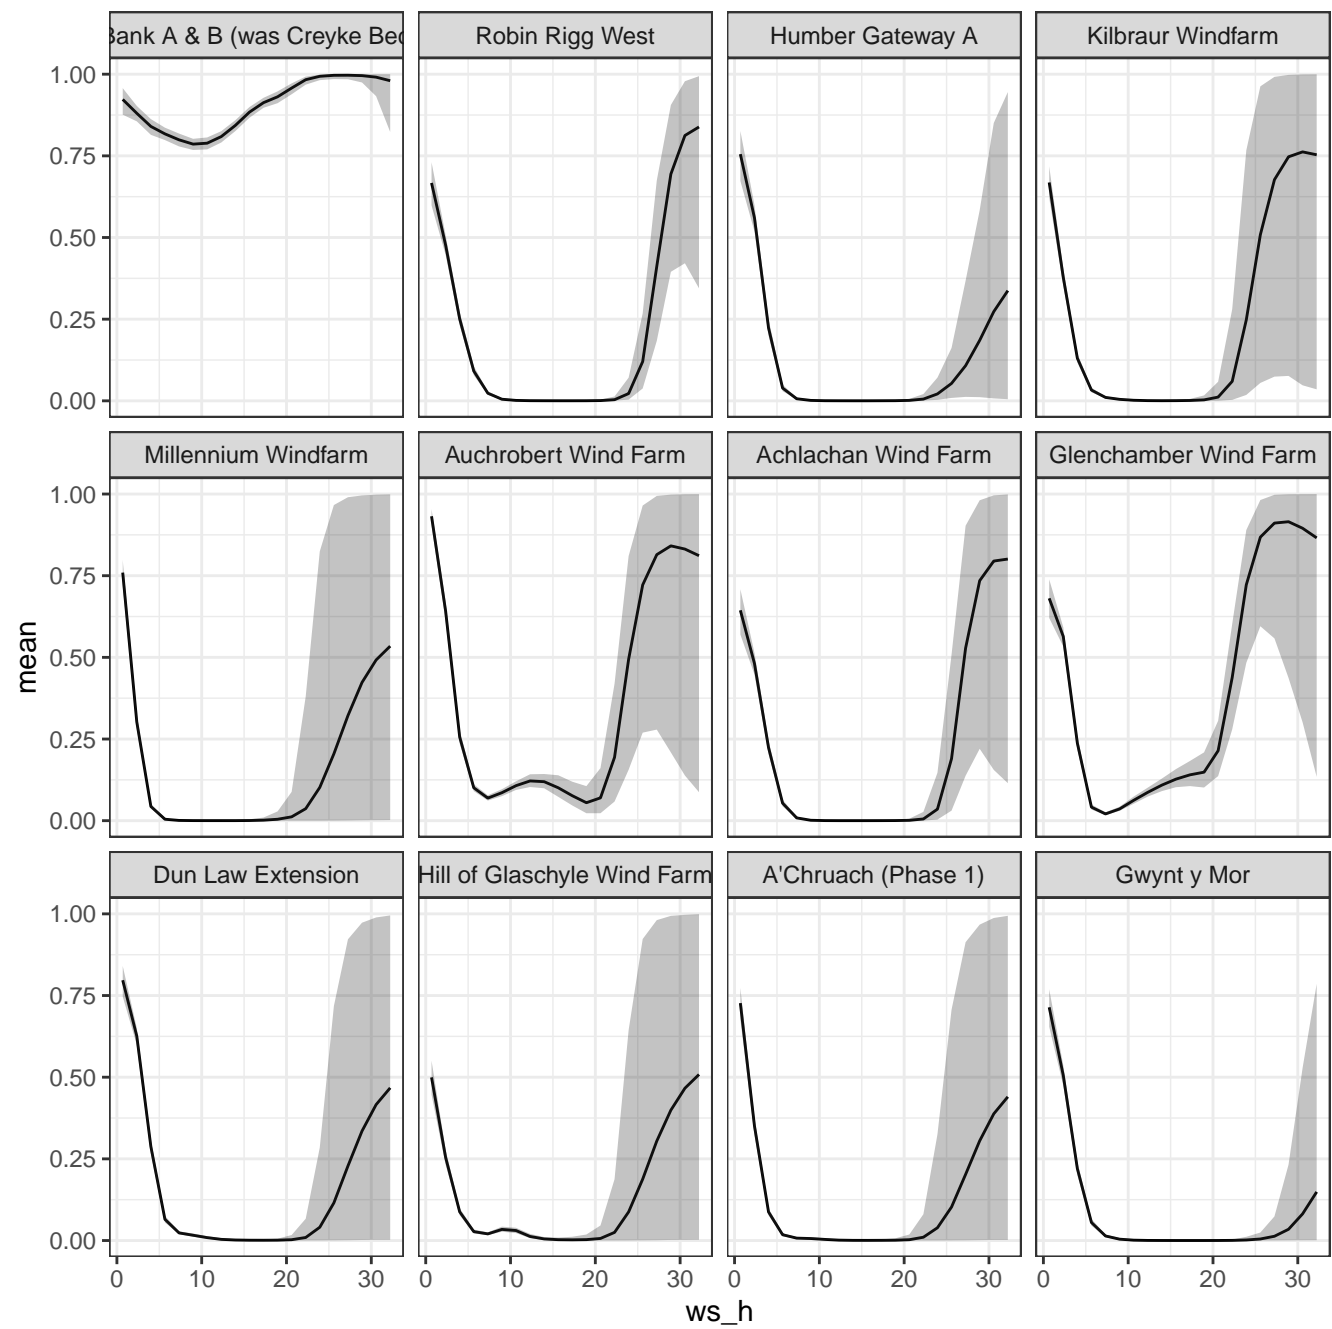 Bank A & B (was Creyke Bec
Robin Rigg West
Humber Gateway A
Kilbraur Windfarm
1.00
0.75
0.50
0.25
0.00
Millennium Windfarm
Auchrobert Wind Farm
Achlachan Wind Farm
Glenchamber Wind Farm
1.00
0.75
0.50
0.25
0.00
mean
Dun Law Extension
Hill of Glaschyle Wind Farm
A'Chruach (Phase 1)
Gwynt y Mor
1.00
0.75
0.50
0.25
0.00
0 10 20 30
0 10 20 30
0 10 20 30
0 10 20 30
ws_h